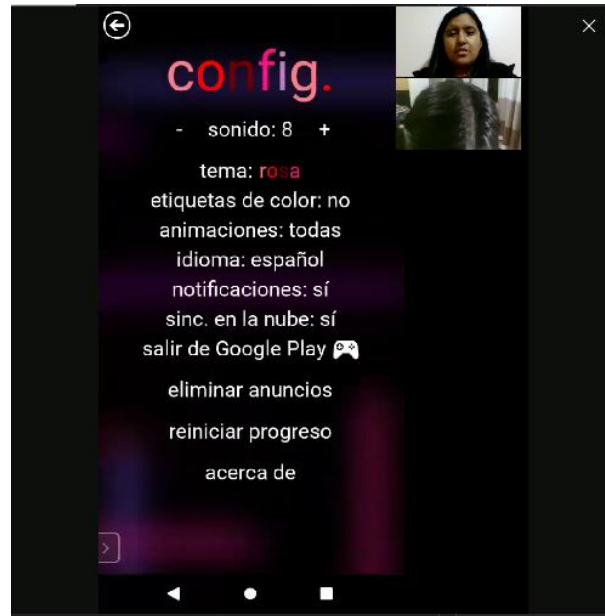 config.
- sonido: 8 +
tema: rosa
etiquetas de color: no
animaciones: todas
idioma: español
notificaciones: sí
sinc. en la nube: sí
salir de Google Play
eliminar anuncios
reiniciar progreso
acerca de